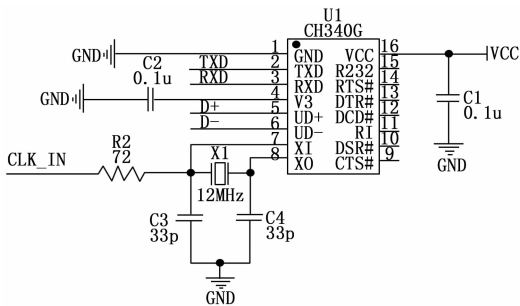 U1
CH340G
GND 1 GND VCC 16 VCC
TXD 2 TXD R232 15
RXD 3 RXD RTS# 14
C2
0.1u
GND 4 V3 DTR# 13
D+ 5 UD+ DCD# 12
D- 6 UD- RI 11
7 XI DSR# 10
8 XO CTS# 9
C1
0.1u
GND
CLK_IN
R2
72
X1
12MHz
C3
33p
C4
33p
GND